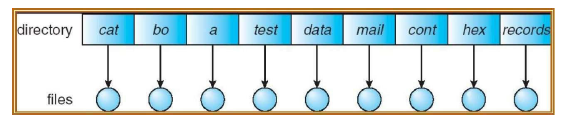 directory cat bo a test data mail cont hex records
files